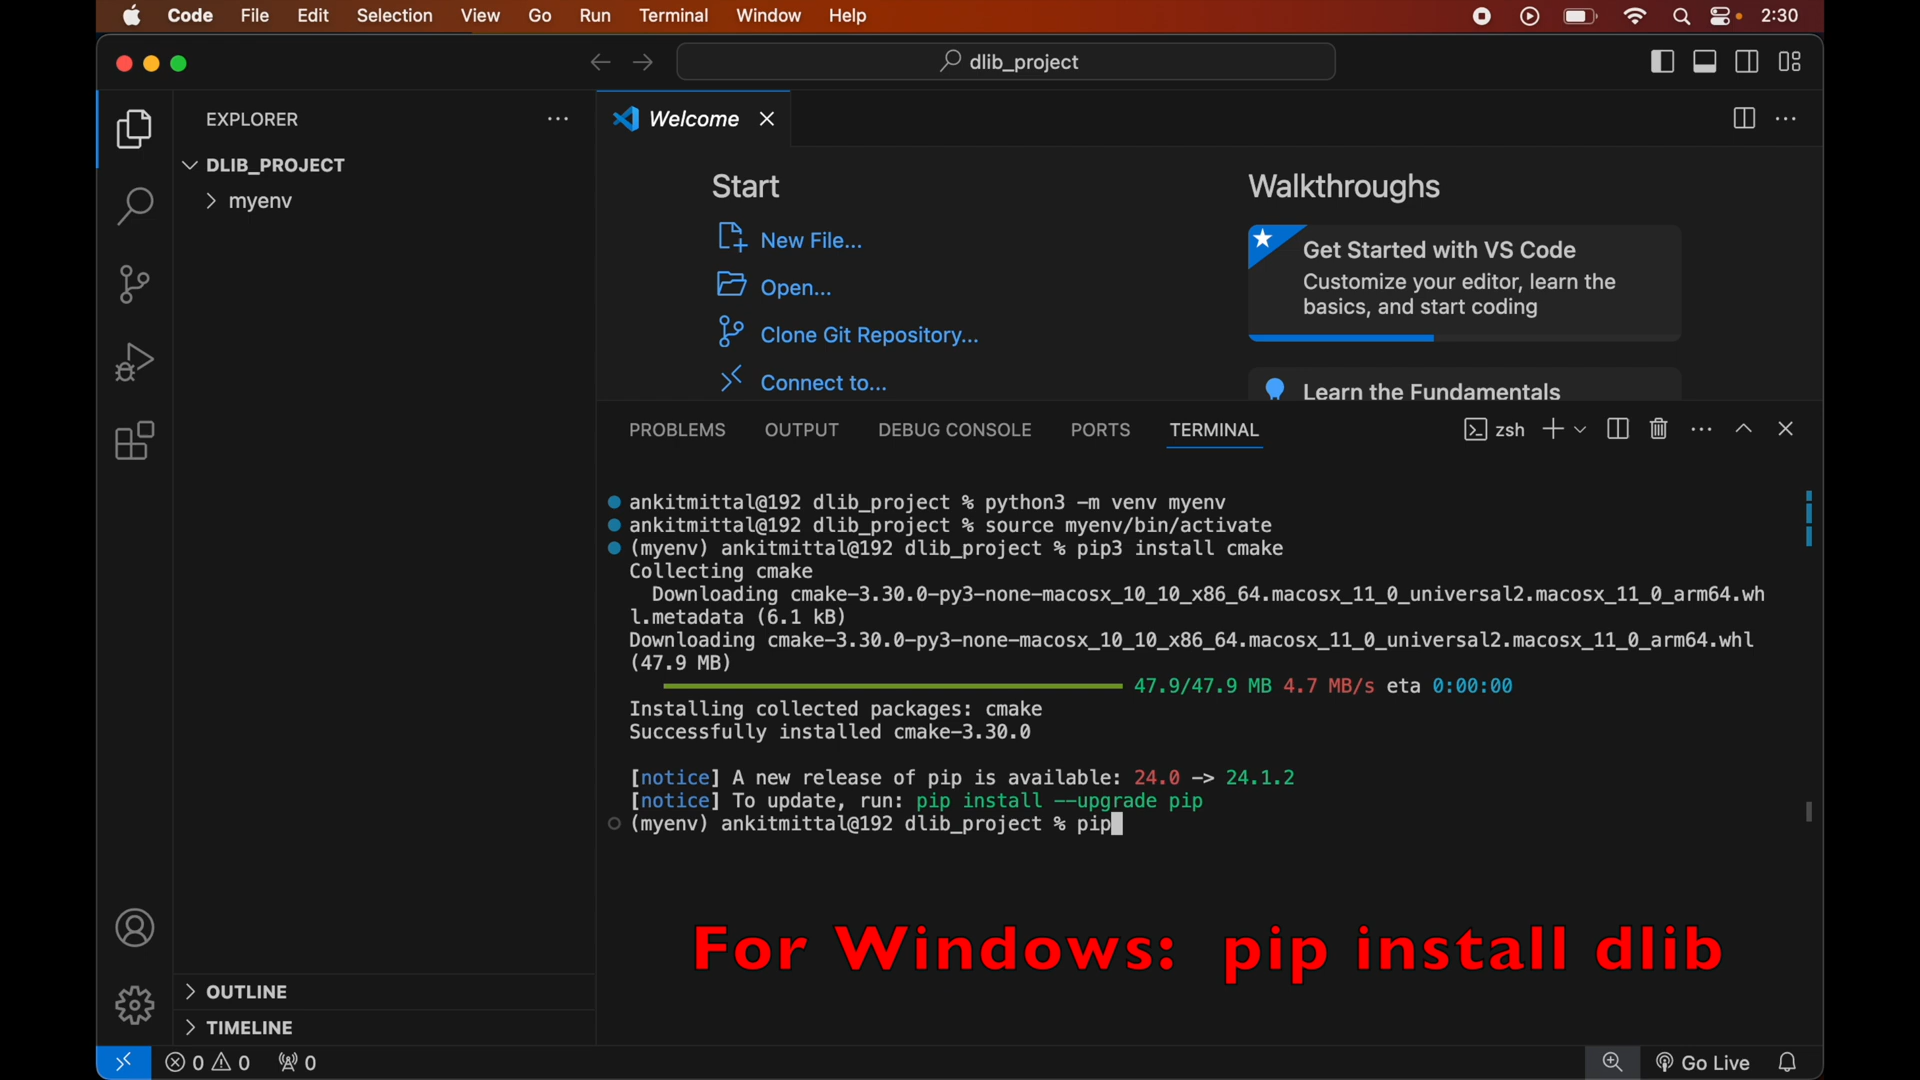 Code File Edit Selection View Go Run Terminal Window Help 2:30
dlib_project
EXPLORER
Welcome
DLIB_PROJECT
myenv
Start
New File...
Open...
Clone Git Repository...
Connect to...
Walkthroughs
Get Started with VS Code
Customize your editor, learn the
basics, and start coding
Learn the Fundamentals
PROBLEMS OUTPUT DEBUG CONSOLE PORTS TERMINAL zsh
ankitmittal@192 dlib_project % python3 -m venv myenv
ankitmittal@192 dlib_project % source myenv/bin/activate
(myenv) ankitmittal@192 dlib_project % pip3 install cmake
Collecting cmake
Downloading cmake-3.30.0-py3-none-macosx_10_10_x86_64.macosx_11_0_universal2.macosx_11_0_arm64.wh
l.metadata (6.1 kB)
Downloading cmake-3.30.0-py3-none-macosx_10_10_x86_64.macosx_11_0_universal2.macosx_11_0_arm64.whl
(47.9 MB)
47.9/47.9 MB 4.7 MB/s eta 0:00:00
Installing collected packages: cmake
Successfully installed cmake-3.30.0
[notice] A new release of pip is available: 24.0 -> 24.1.2
[notice] To update, run: pip install --upgrade pip
(myenv) ankitmittal@192 dlib_project % pip
For Windows: pip install dlib
OUTLINE
TIMELINE
0 0 0 Go Live